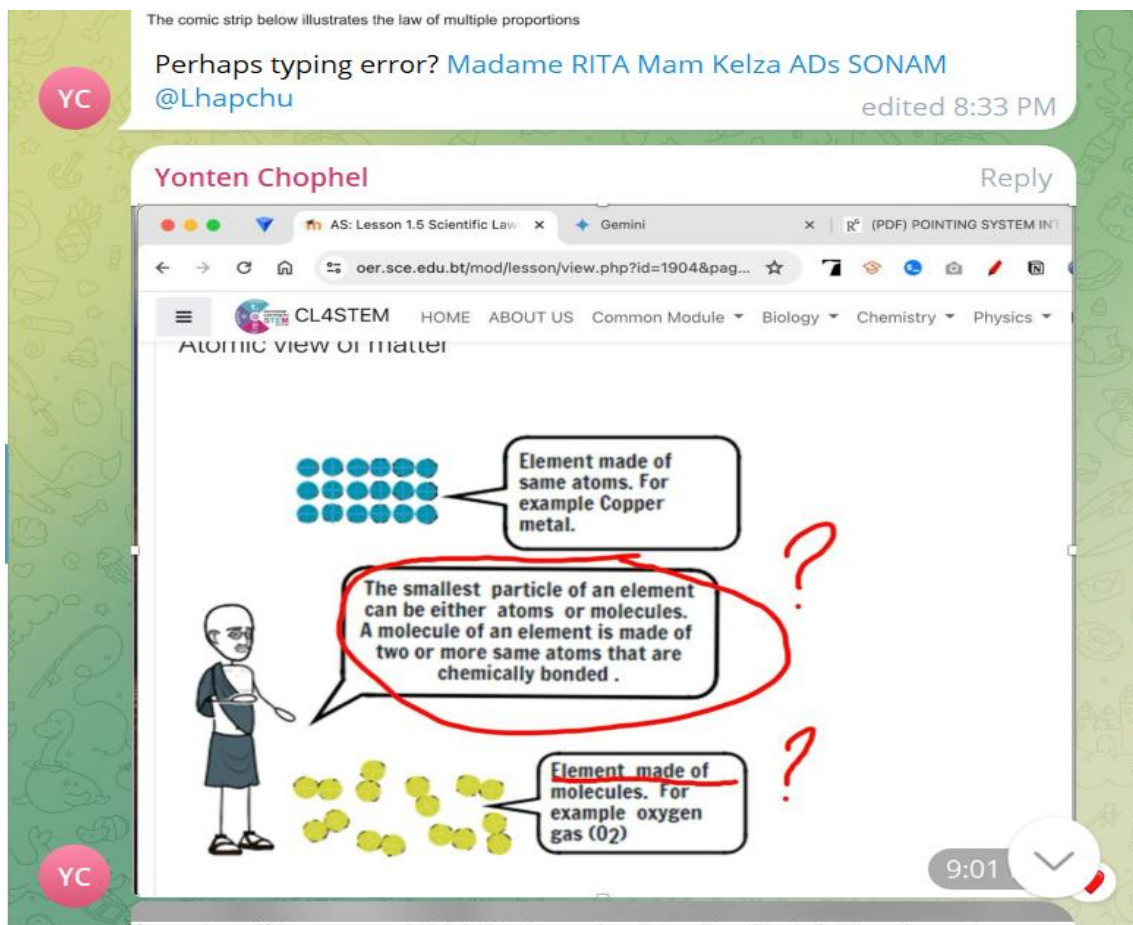 The comic strip below illustrates the law of multiple proportions
Perhaps typing error? Madame RITA Mam Kelza ADs SONAM
@Lhapchu
edited 8:33 PM
YC
Yonten Chophel
Reply
AS: Lesson 1.5 Scientific Law
Gemini
(PDF) POINTING SYSTEM INT
oer.sce.edu.bt/mod/lesson/view.php?id=1904&pag...
CL4STEM HOME ABOUT US Common Module Biology Chemistry Physics
Atomic view of matter
Element made of
same atoms. For
example Copper
metal.
?
The smallest particle of an element
can be either atoms or molecules.
A molecule of an element is made of
two or more same atoms that are
chemically bonded .
?
Element made of
molecules. For
example oxygen
gas (02)
9:01
YC